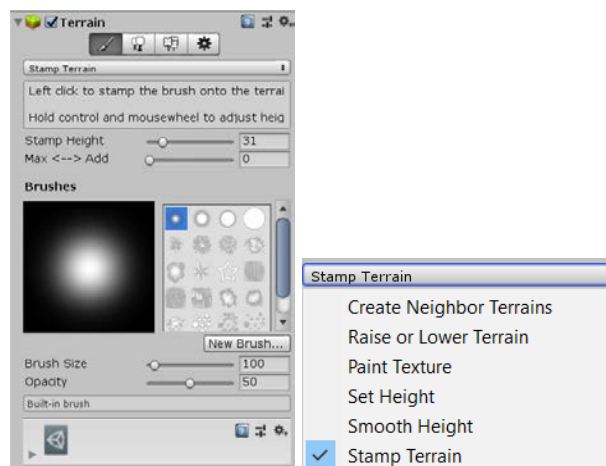 Terrain
Stamp Terrain
Left click to stamp the brush onto the terrai
Hold control and mousewheel to adjust heig
Stamp Height 31
Max <--> Add 0
Brushes
New Brush...
Brush Size 100
Opacity 50
Built-in brush
Stamp Terrain
Create Neighbor Terrains
Raise or Lower Terrain
Paint Texture
Set Height
Smooth Height
Stamp Terrain